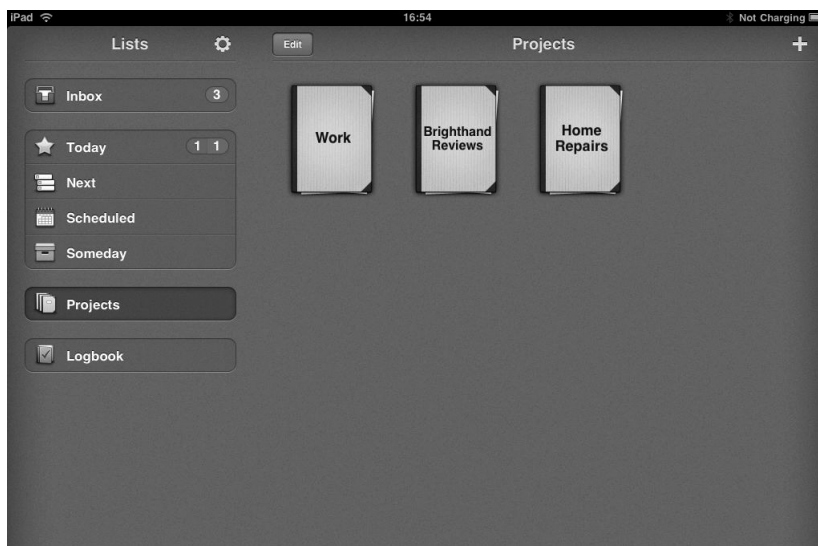 iPad 16:54 Not Charging
Lists
Edit
Projects
Inbox 3
Today 1 1
Next
Scheduled
Someday
Projects
Logbook
Work
Brighthand
Reviews
Home
Repairs